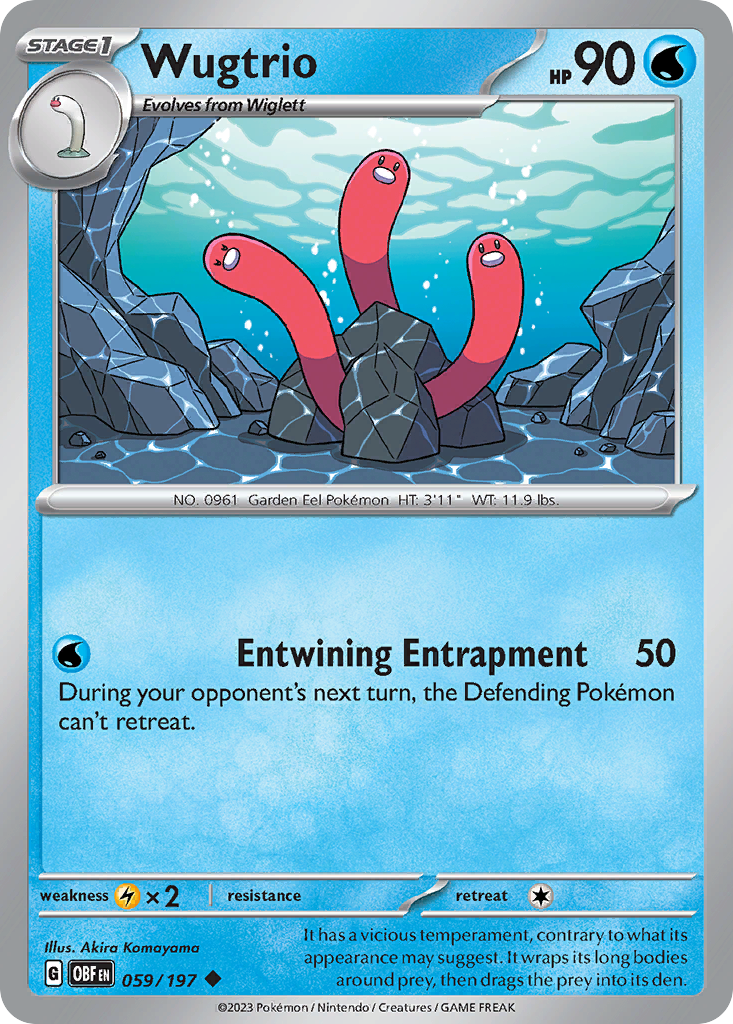 STAGE1
Wugtrio
HP 90
Evolves from Wiglett
NO. 0961 Garden Eel Pokémon HT: 3'11" WT: 11.9 lbs.
Entwining Entrapment 50
During your opponent's next turn, the Defending Pokémon
can't retreat.
weakness ×2 resistance retreat
Illus. Akira Komayama
It has a vicious temperament, contrary to what its
appearance may suggest. It wraps its long bodies
around prey, then drags the prey into its den.
G OBF EN 059/197
©2023 Pokémon / Nintendo / Creatures / GAME FREAK